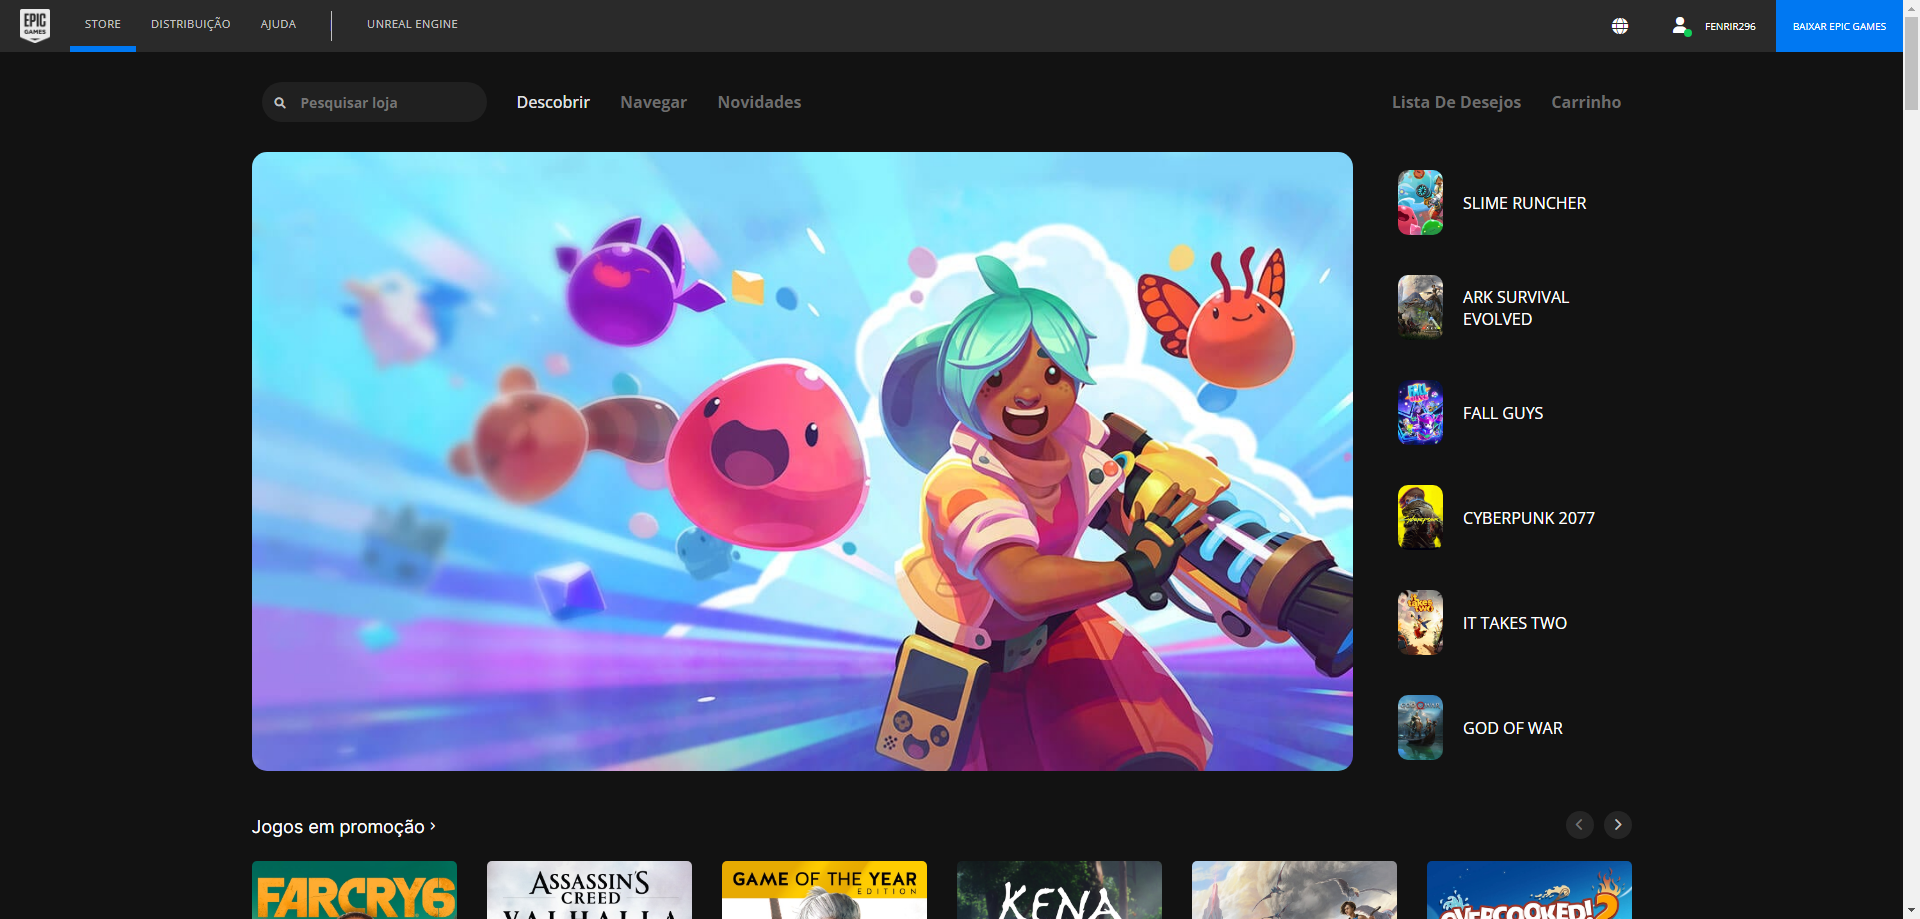 EPIC
GAMES
STORE
DISTRIBUIÇÃO
AJUDA
UNREAL ENGINE
FENRIR296
BAIXAR EPIC GAMES
Pesquisar loja
Descobrir
Navegar
Novidades
Lista De Desejos
Carrinho
SLIME RUNCHER
ARK SURVIVAL
EVOLVED
FALL GUYS
CYBERPUNK 2077
IT TAKES TWO
GOD OF WAR
Jogos em promoção ›
FARCRY6
ASSASSIN'S
CREED
VALHALLA
GAME OF THE YEAR
EDITION
KENA
OVERCOOKED! 2